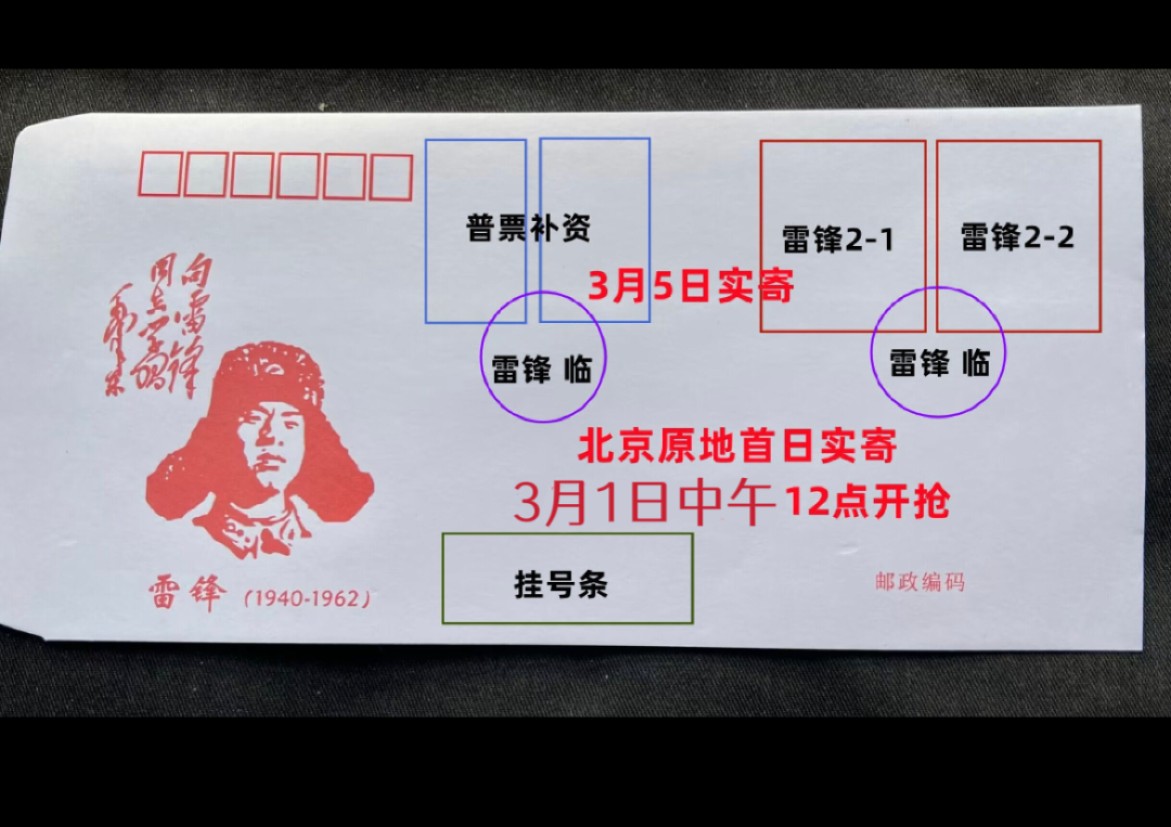 普票补资
雷锋2-1
雷锋2-2
3月5日实寄
向雷锋
同志学习
毛泽东
雷锋 临
雷锋 临
北京原地首日实寄
3月1日中午12点开抢
挂号条
雷锋 (1940-1962)
邮政编码